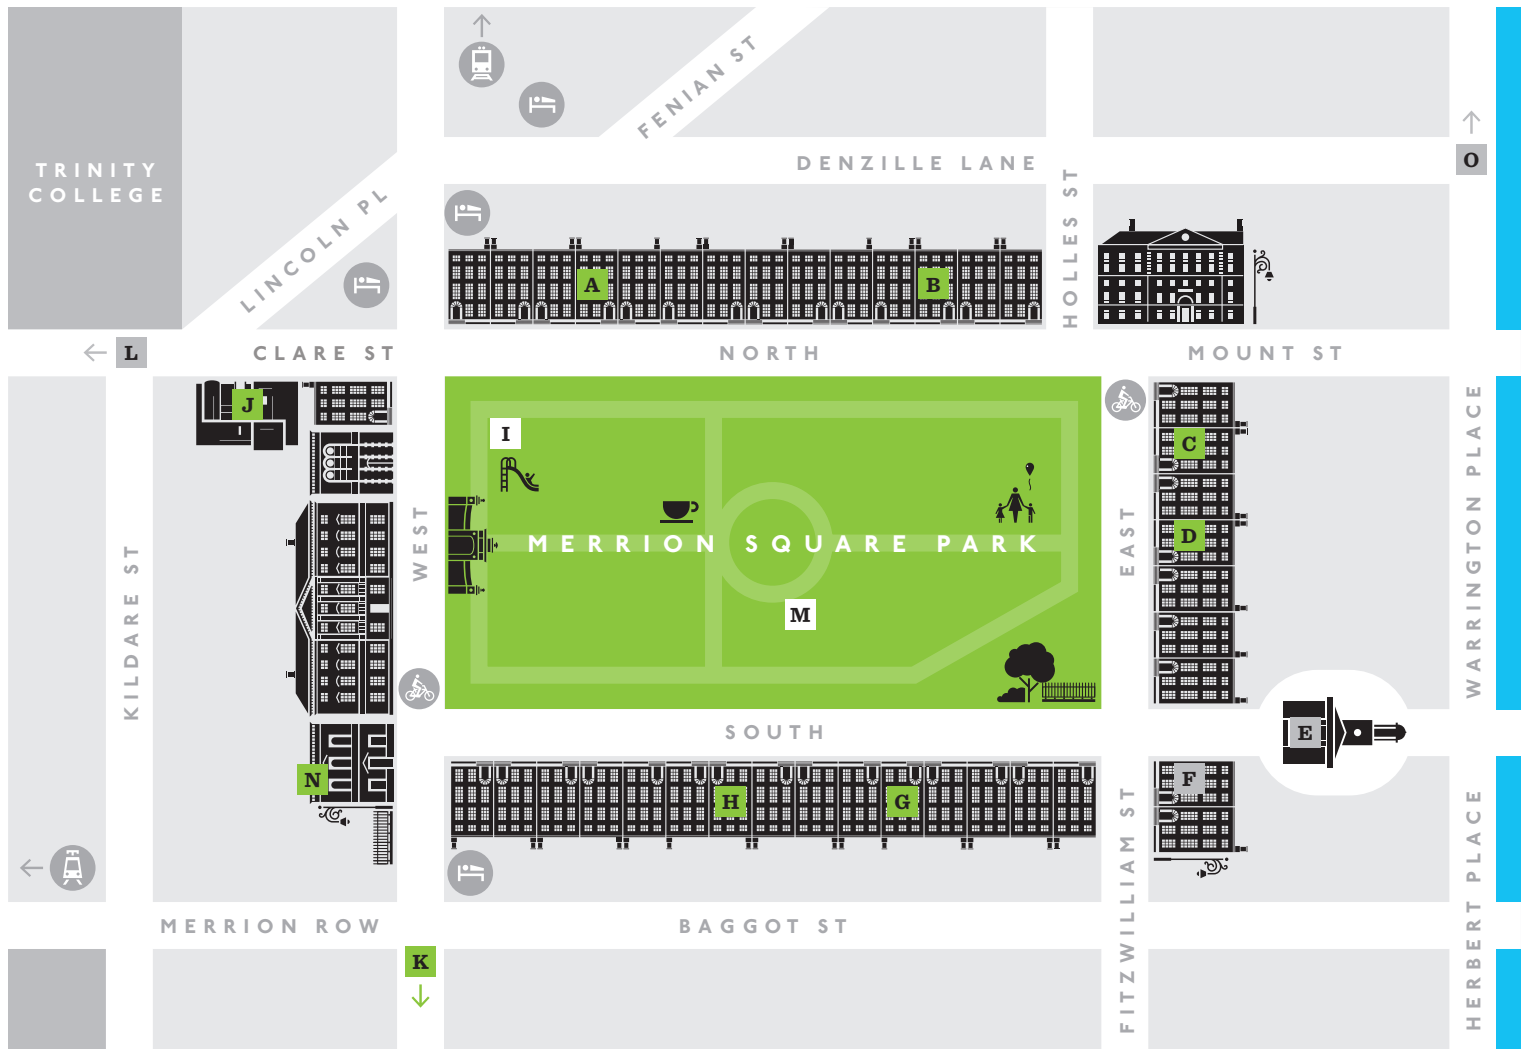 FENIAN ST
TRINITY
COLLEGE
DENZILLE LANE
O
LINCOLN PL
HOLLES ST
A
B
L
CLARE ST
NORTH
MOUNT ST
J
I
C
WEST
MERRION SQUARE PARK
EAST
D
WARRINGTON PLACE
KILDARE ST
M
SOUTH
E
N
H
G
F
FITZWILLIAM ST
HERBERT PLACE
MERRION ROW
BAGGOT ST
K